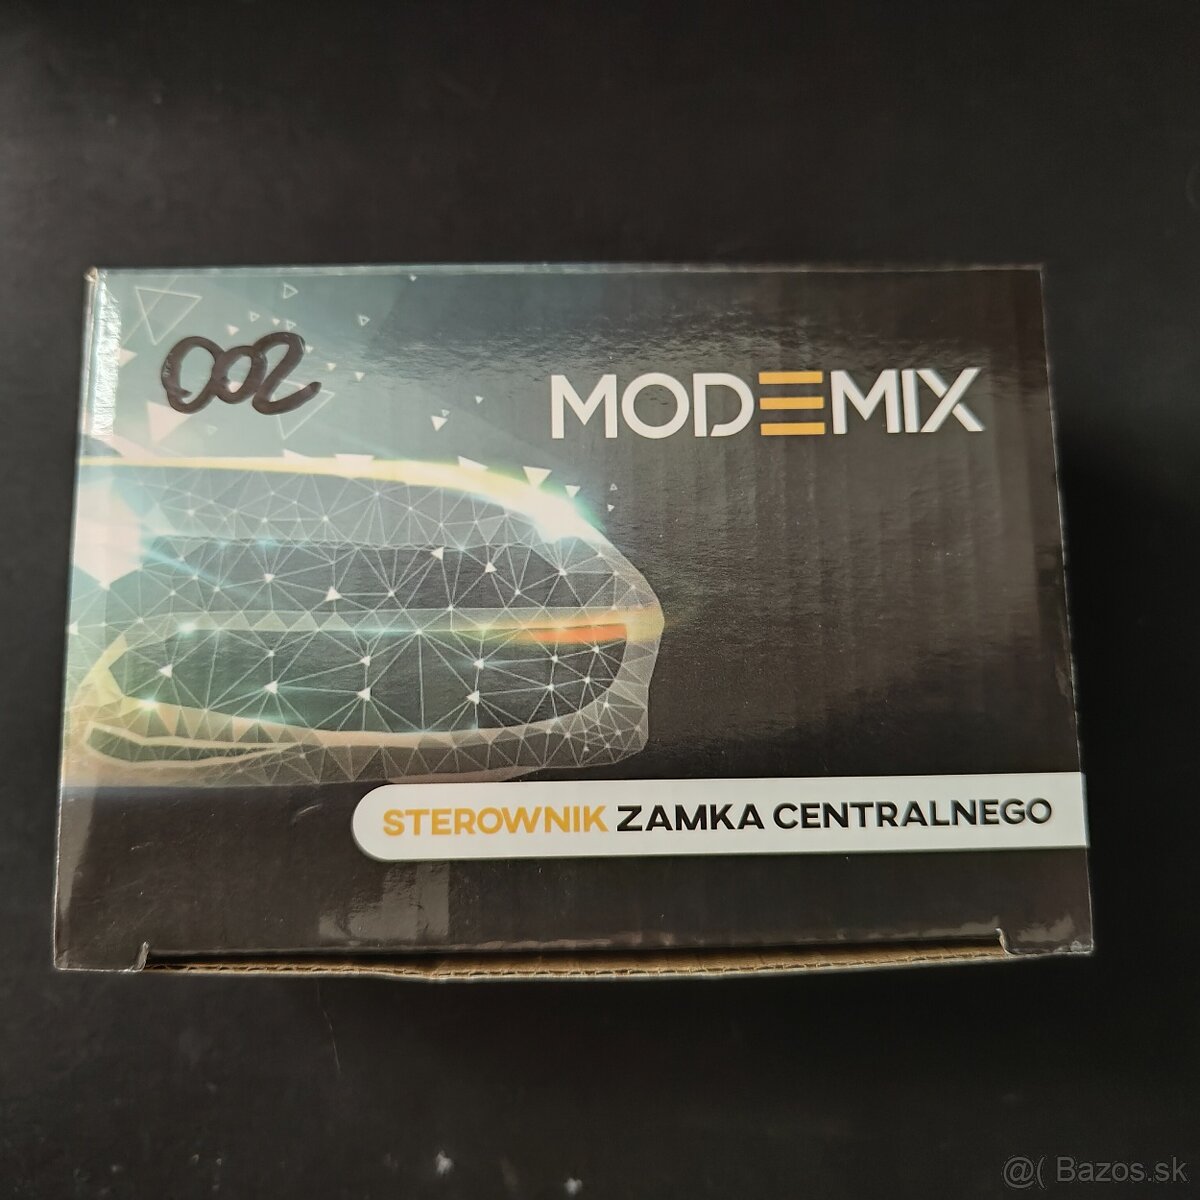 002
MODEMIX
STEROWNIK ZAMKA CENTRALNEGO
@( Bazos.sk